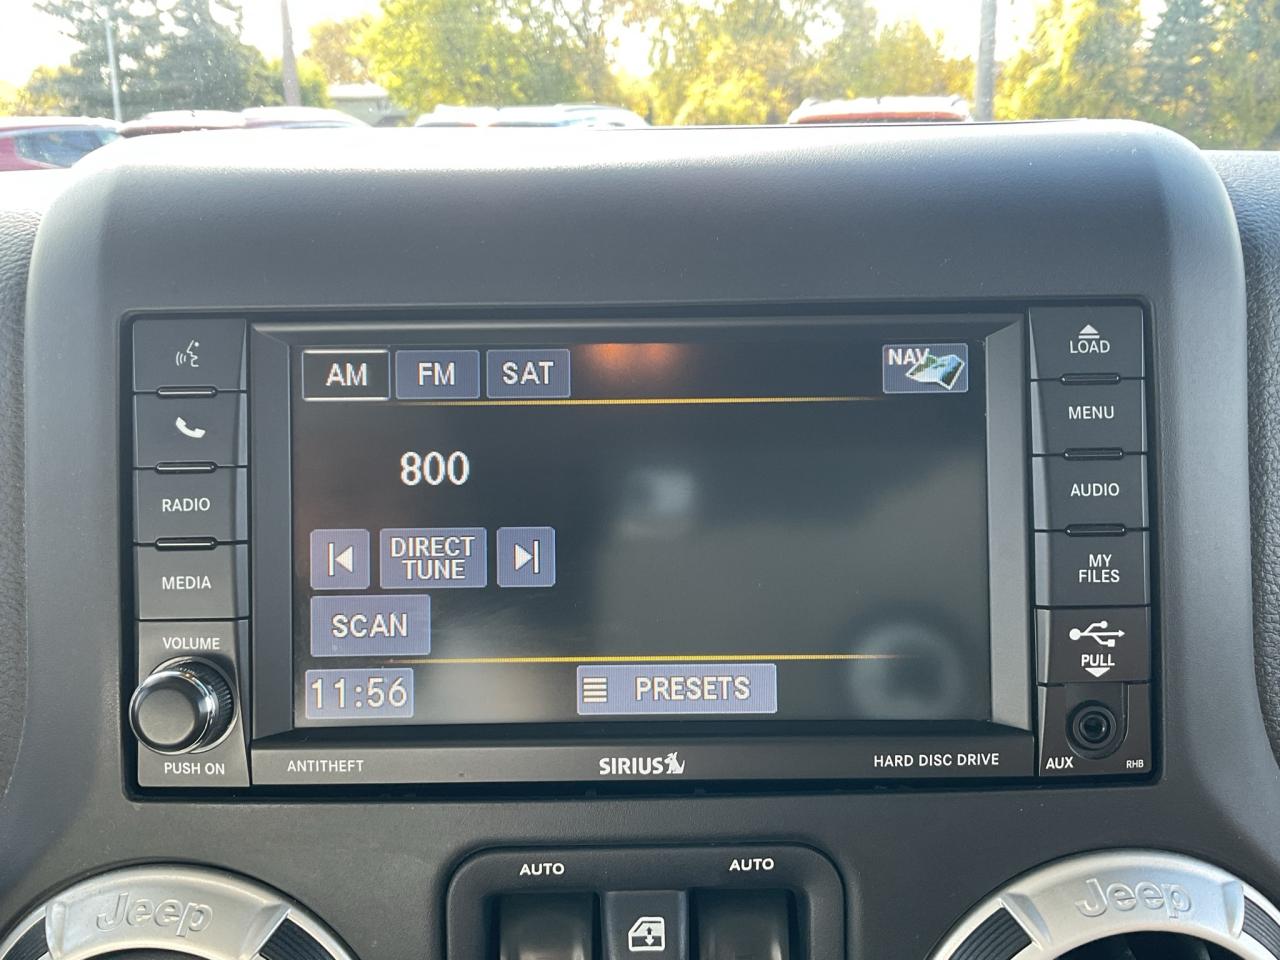 AM
FM
SAT
NAV
LOAD
MENU
RADIO
800
AUDIO
MEDIA
DIRECT
TUNE
MY
FILES
SCAN
VOLUME
PULL
11:56
PRESETS
PUSH ON
ANTITHEFT
SIRIUS
HARD DISC DRIVE
AUX
RHB
AUTO
AUTO
Jeep
Jeep